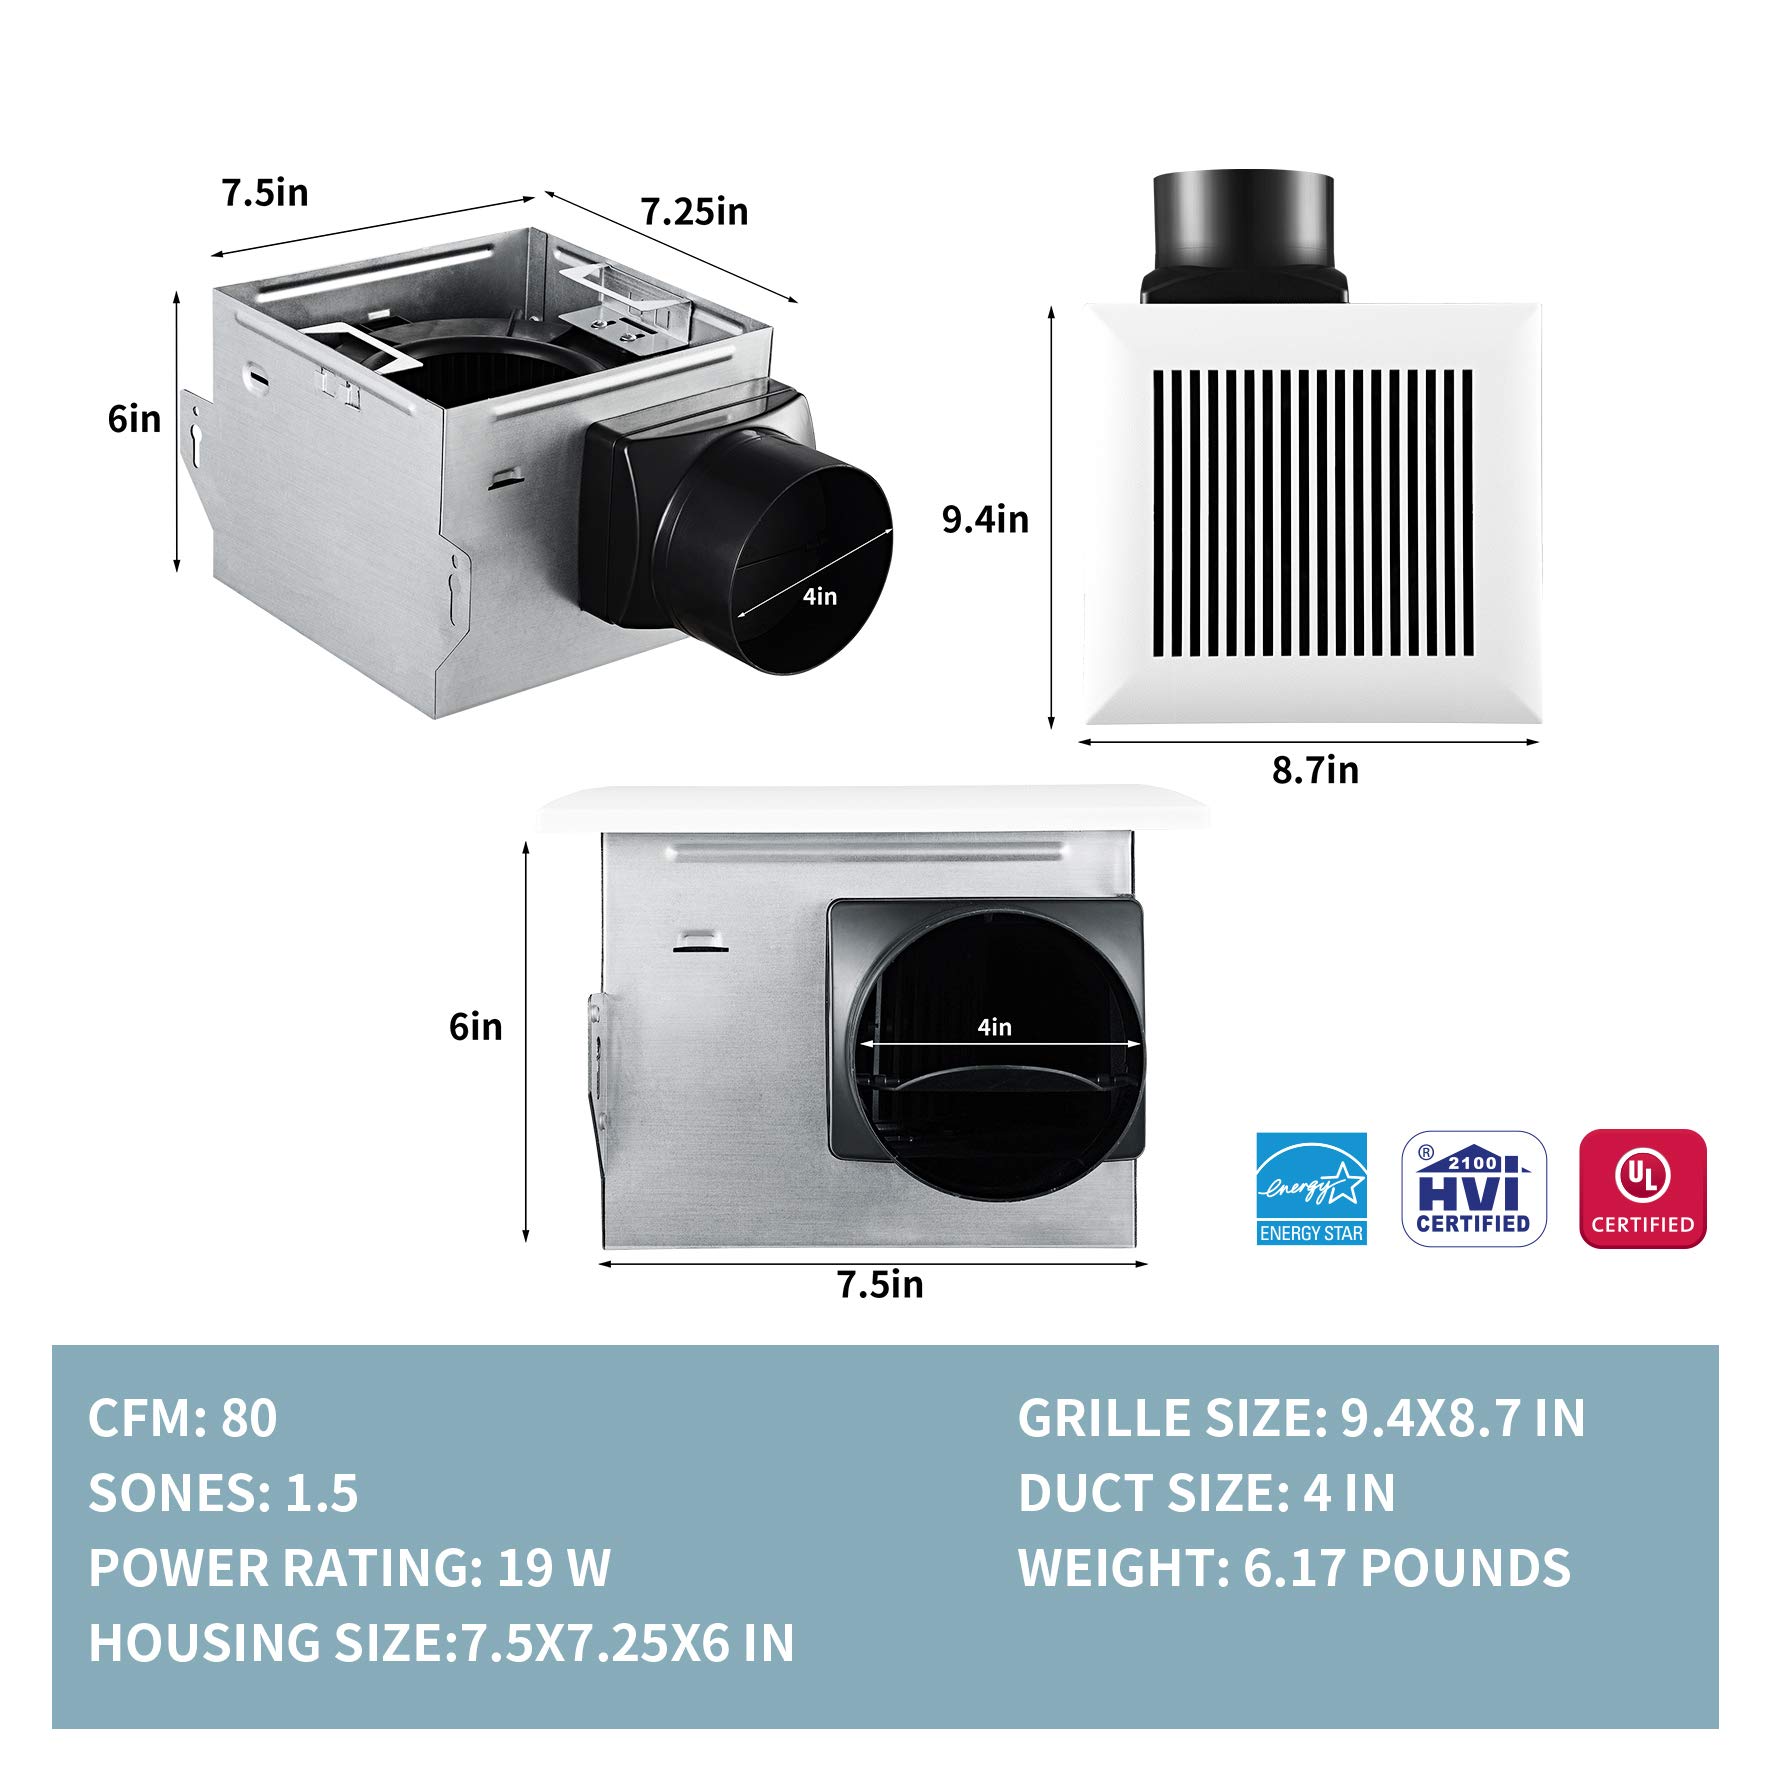 7.5in
7.25in
6in
4in
9.4in
8.7in
6in
4in
7.5in
energy
ENERGY STAR
®
2100
HVI
CERTIFIED
UL
CERTIFIED
CFM: 80
SONES: 1.5
POWER RATING: 19 W
HOUSING SIZE:7.5X7.25X6 IN
GRILLE SIZE: 9.4X8.7 IN
DUCT SIZE: 4 IN
WEIGHT: 6.17 POUNDS